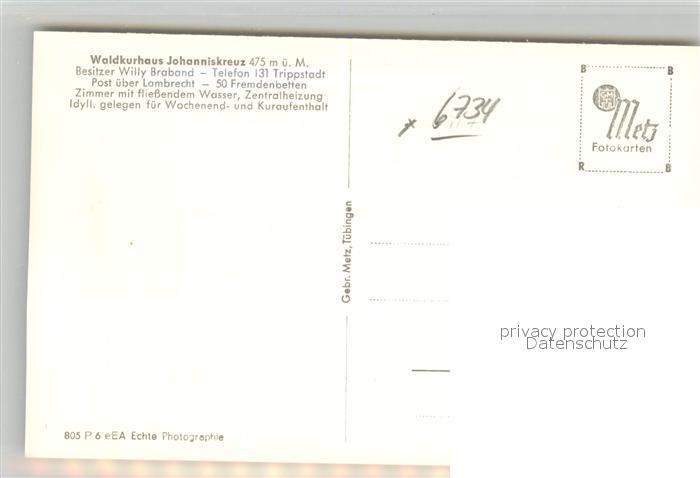 Waldkurhaus Johanniskreuz 475 m ü. M.
Besitzer Willy Braband – Telefon 131 Trippstadt
Post über Lambrecht – 50 Fremdenbetten
Zimmer mit fließendem Wasser, Zentralheizung
Idyll. gelegen für Wochenend- und Kuraufenthalt
x 6734
B B
Metz
Fotokarten
R B
Gebr. Metz, Tübingen
privacy protection
Datenschutz
805 P 6 eEA Echte Photographie